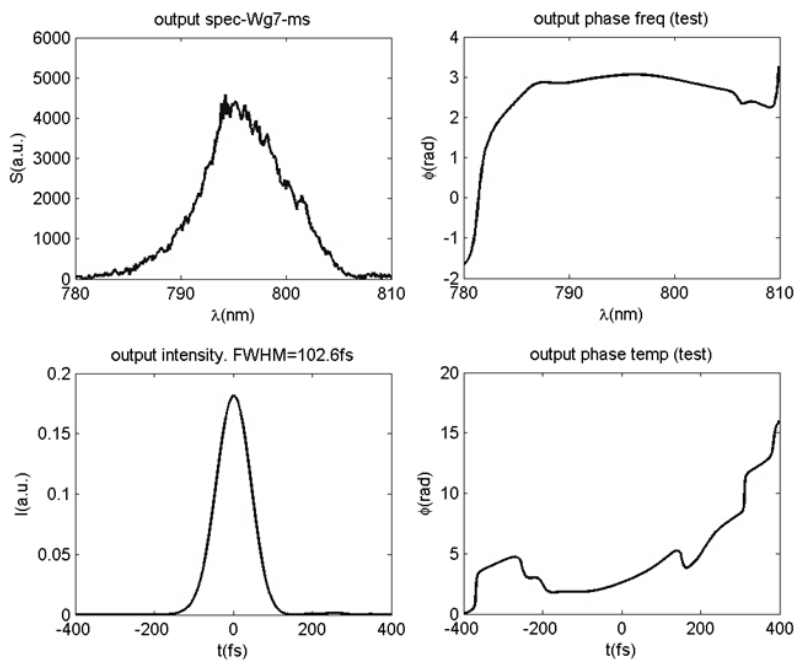 output spec-Wg7-ms
S(a.u.)
6000
5000
4000
3000
2000
1000
0
780 790 800 810
λ(nm)
output phase freq (test)
ϕ(rad)
4
3
2
1
0
-1
-2
780 790 800 810
λ(nm)
output intensity. FWHM=102.6fs
I(a.u.)
0.2
0.15
0.1
0.05
0
-400 -200 0 200 400
t(fs)
output phase temp (test)
ϕ(rad)
20
15
10
5
0
-400 -200 0 200 400
t(fs)